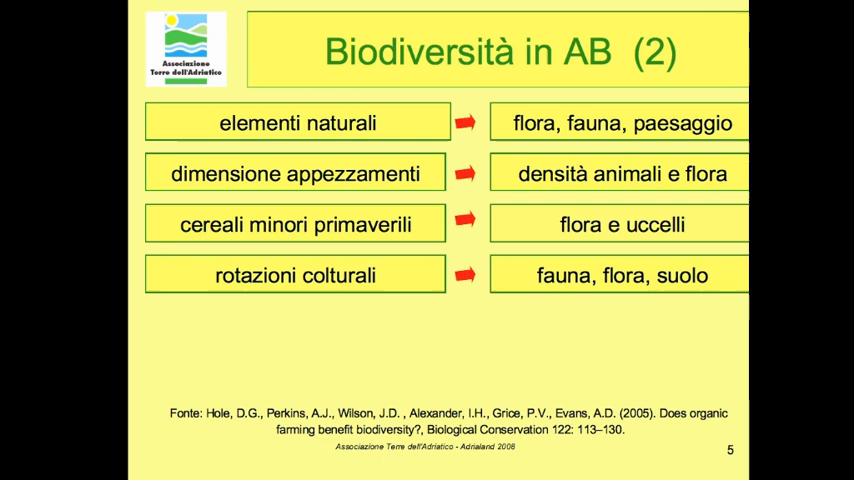 Associazione
Terre dell'Adriatico
Biodiversità in AB (2)
elementi naturali
flora, fauna, paesaggio
dimensione appezzamenti
densità animali e flora
cereali minori primaverili
flora e uccelli
rotazioni colturali
fauna, flora, suolo
Fonte: Hole, D.G., Perkins, A.J., Wilson, J.D. , Alexander, I.H., Grice, P.V., Evans, A.D. (2005). Does organic
farming benefit biodiversity?, Biological Conservation 122: 113–130.
Associazione Terre dell'Adriatico - Adrialand 2008
5